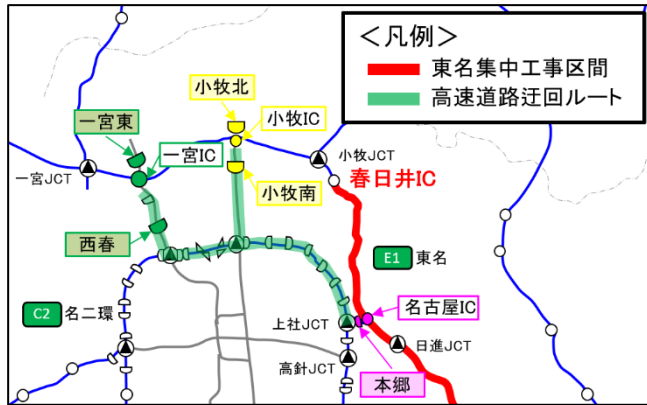 ＜凡例＞
東名集中工事区間
高速道路迂回ルート
小牧北
小牧IC
一宮東
一宮IC
小牧JCT
一宮JCT
春日井IC
小牧南
西春
E1 東名
C2 名二環
名古屋IC
上社JCT
日進JCT
高針JCT
本郷